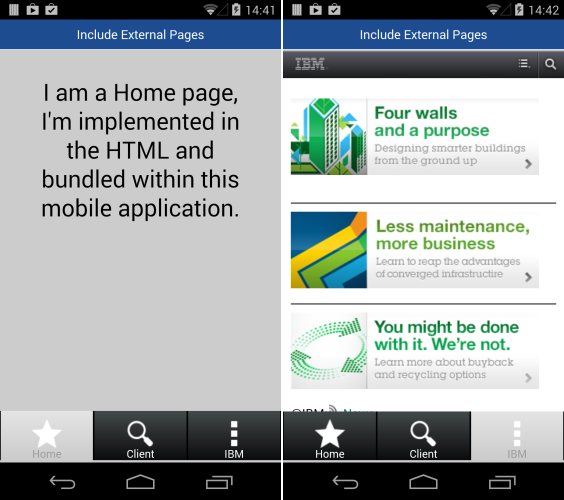 14:41
Include External Pages
I am a Home page,
I'm implemented in
the HTML and
bundled within this
mobile application.
Home
Client
IBM
14:42
Include External Pages
IBM
Four walls
and a purpose
Designing smarter buildings
from the ground up
Less maintenance,
more business
Learn to reap the advantages
of converged infrastructire
You might be done
with it. We're not.
Learn more about buyback
and recycling options
Home
Client
IBM